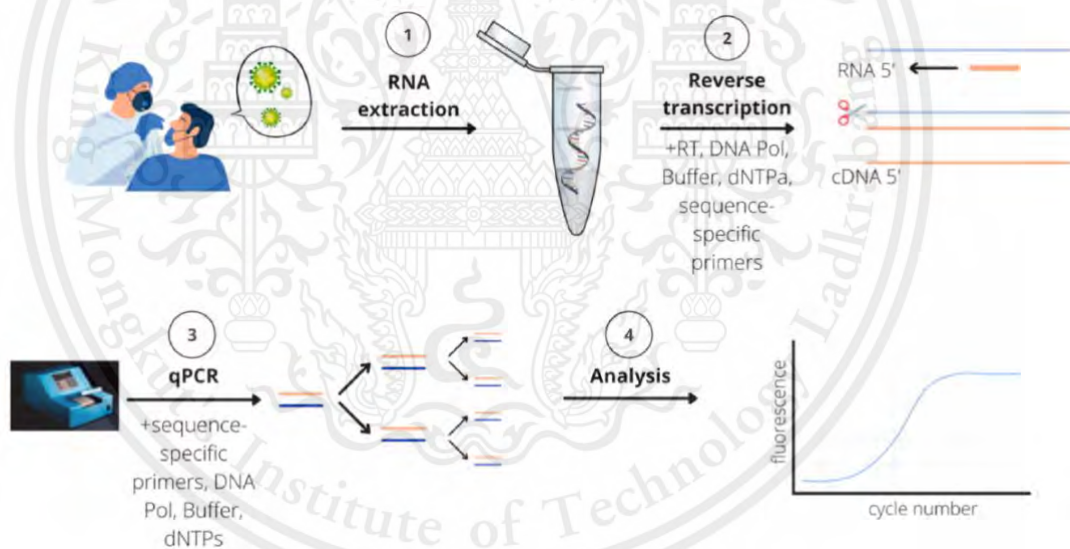 1
RNA
extraction
2
Reverse
transcription
+RT, DNA Pol,
Buffer, dNTPa,
sequence-
specific
primers
RNA 5'
cDNA 5'
3
qPCR
+sequence-
specific
primers, DNA
Pol, Buffer,
dNTPs
4
Analysis
fluorescence
cycle number
King Mongkut's Institute of Technology Ladkrabang